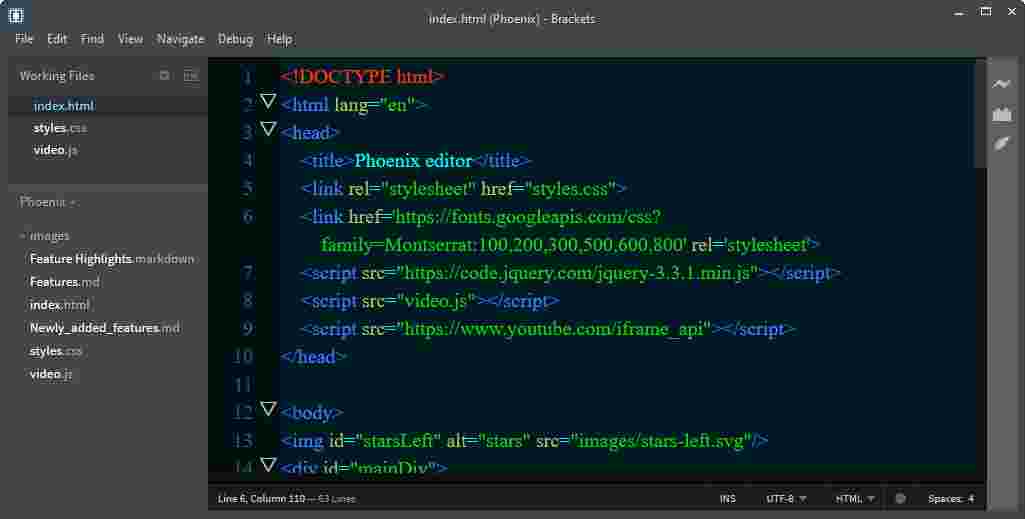 index.html (Phoenix) - Brackets
File Edit Find View Navigate Debug Help
Working Files
index.html
styles.css
video.js
Phoenix
images
Feature Highlights.markdown
Features.md
index.html
Newly_added_features.md
styles.css
video.js
1 <!DOCTYPE html>
2 <html lang="en">
3 <head>
4 <title>Phoenix editor</title>
5 <link rel="stylesheet" href="styles.css">
6 <link href='https://fonts.googleapis.com/css?
family=Montserrat:100,200,300,500,600,800' rel='stylesheet'>
7 <script src="https://code.jquery.com/jquery-3.3.1.min.js"></script>
8 <script src="video.js"></script>
9 <script src="https://www.youtube.com/iframe_api"></script>
10 </head>
11
12 <body>
13 <img id="starsLeft" alt="stars" src="images/stars-left.svg"/>
14 <div id="mainDiv">
Line 6, Column 110 — 63 Lines INS UTF-8 HTML Spaces: 4